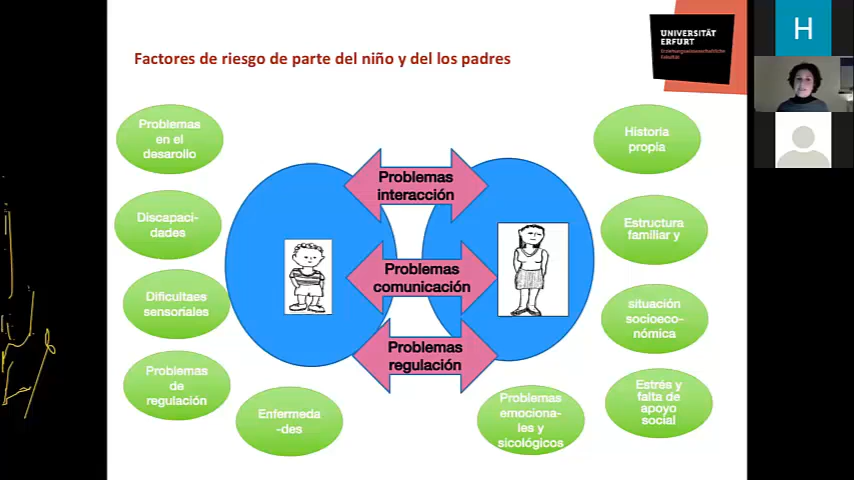 Factores de riesgo de parte del niño y del los padres
UNIVERSITÄT
ERFURT
Erziehungswissenschaftliche
Fakultät
H
Problemas
en el
desarollo
Discapaci-
dades
Dificultaes
sensoriales
Problemas
de
regulación
Enfermeda
-des
Problemas
interacción
Problemas
comunicación
Problemas
regulación
Historia
propia
Estructura
familiar y
situación
socioeco-
nómica
Estrés y
falta de
apoyo
social
Problemas
emociona-
les y
sicológicos